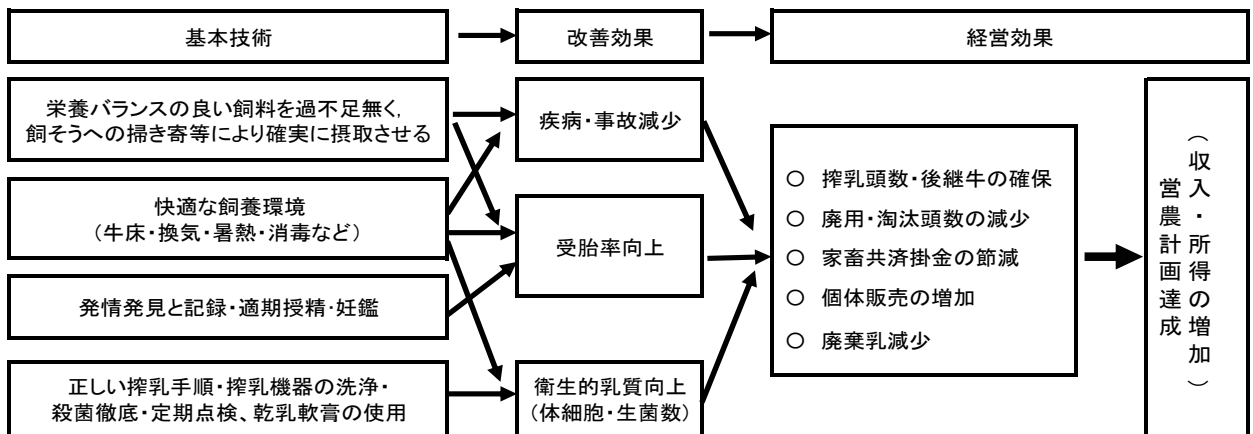 基本技術
改善効果
経営効果
栄養バランスの良い飼料を過不足無く,
飼そうへの掃き寄等により確実に摂取させる
快適な飼養環境
（牛床・換気・暑熱・消毒など）
発情発見と記録・適期授精・妊鑑
正しい搾乳手順・搾乳機器の洗浄・
殺菌徹底・定期点検、乾乳軟膏の使用
疾病・事故減少
受胎率向上
衛生的乳質向上
（体細胞・生菌数）
○ 搾乳頭数・後継牛の確保
○ 廃用・淘汰頭数の減少
○ 家畜共済掛金の節減
○ 個体販売の増加
○ 廃棄乳減少
（収入・所得の増加）
営農計画達成